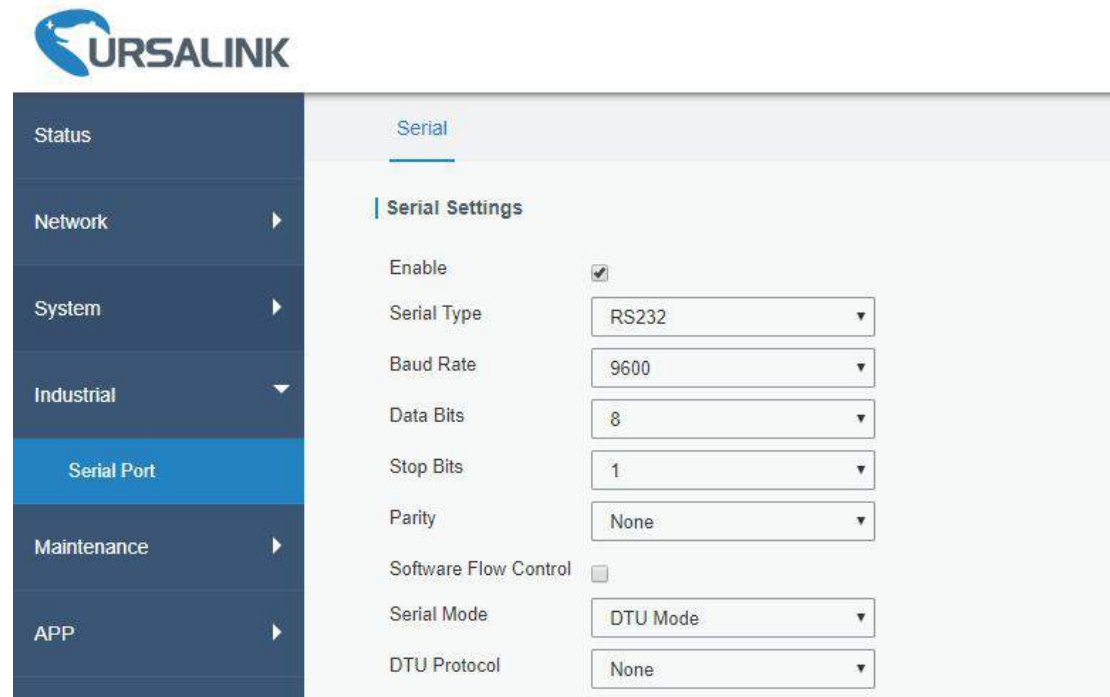 URSALINK
Status
Network
System
Industrial
Serial Port
Maintenance
APP
Serial
Serial Settings
Enable
Serial Type RS232
Baud Rate 9600
Data Bits 8
Stop Bits 1
Parity None
Software Flow Control
Serial Mode DTU Mode
DTU Protocol None